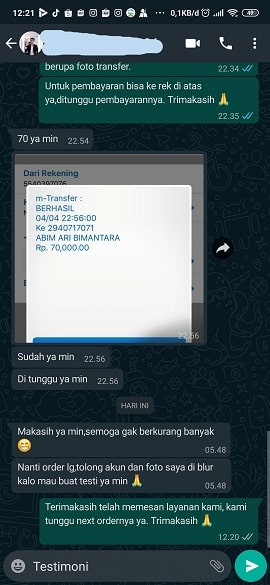 12:21
0,1KB/d
49
berupa foto transfer.
22.34
Untuk pembayaran bisa ke rek di atas
ya,ditunggu pembayarannya. Trimakasih 🙏
22.35
70 ya min 22.54
Dari Rekening
5540397076
m-Transfer :
BERHASIL
04/04 22:56:00
Ke 2940717071
ABIM ARI BIMANTARA
Rp. 70,000.00
22.56
Sudah ya min 22.56
Di tunggu ya min 22.56
HARI INI
Makasih ya min,semoga gak berkurang banyak
😁 05.48
Nanti order lg,tolong akun dan foto saya di blur
kalo mau buat testi ya min 🙏 05.48
Terimakasih telah memesan layanan kami, kami
tunggu next ordernya ya. Trimakasih 🙏
12.20
Testimoni